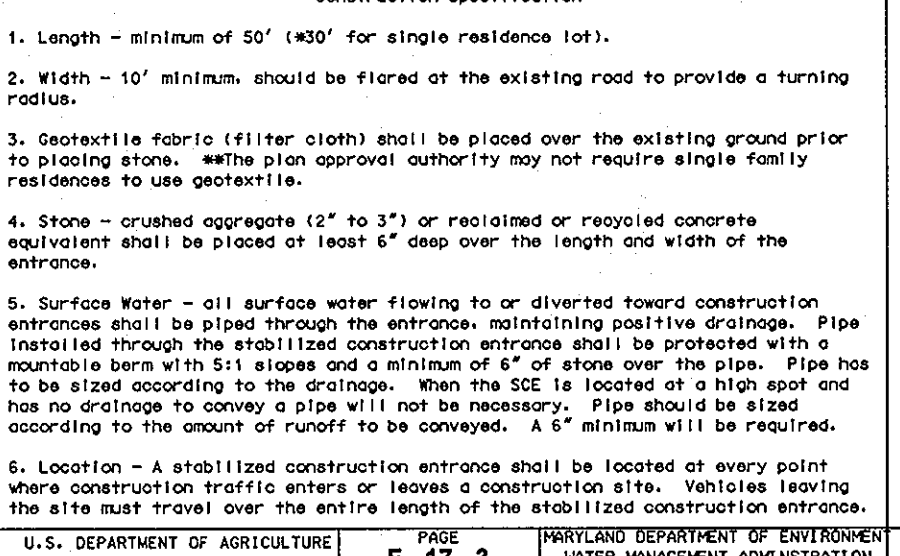 1. Length - minimum of 50' (*30' for single residence lot).
2. Width - 10' minimum, should be flared at the existing road to provide a turning
radius.
3. Geotextile fabric (filter cloth) shall be placed over the existing ground prior
to placing stone. **The plan approval authority may not require single family
residences to use geotextile.
4. Stone - crushed aggregate (2" to 3") or reclaimed or recycled concrete
equivalent shall be placed at least 6" deep over the length and width of the
entrance.
5. Surface Water - all surface water flowing to or diverted toward construction
entrances shall be piped through the entrance, maintaining positive drainage. Pipe
installed through the stabilized construction entrance shall be protected with a
mountable berm with 5:1 slopes and a minimum of 6" of stone over the pipe. Pipe has
to be sized according to the drainage. When the SCE is located at a high spot and
has no drainage to convey a pipe will not be necessary. Pipe should be sized
according to the amount of runoff to be conveyed. A 6" minimum will be required.
6. Location - A stabilized construction entrance shall be located at every point
where construction traffic enters or leaves a construction site. Vehicles leaving
the site must travel over the entire length of the stabilized construction entrance.
U.S. DEPARTMENT OF AGRICULTURE PAGE MARYLAND DEPARTMENT OF ENVIRONMEN
F - 17 - 3 WATER MANAGEMENT ADMINISTRATION